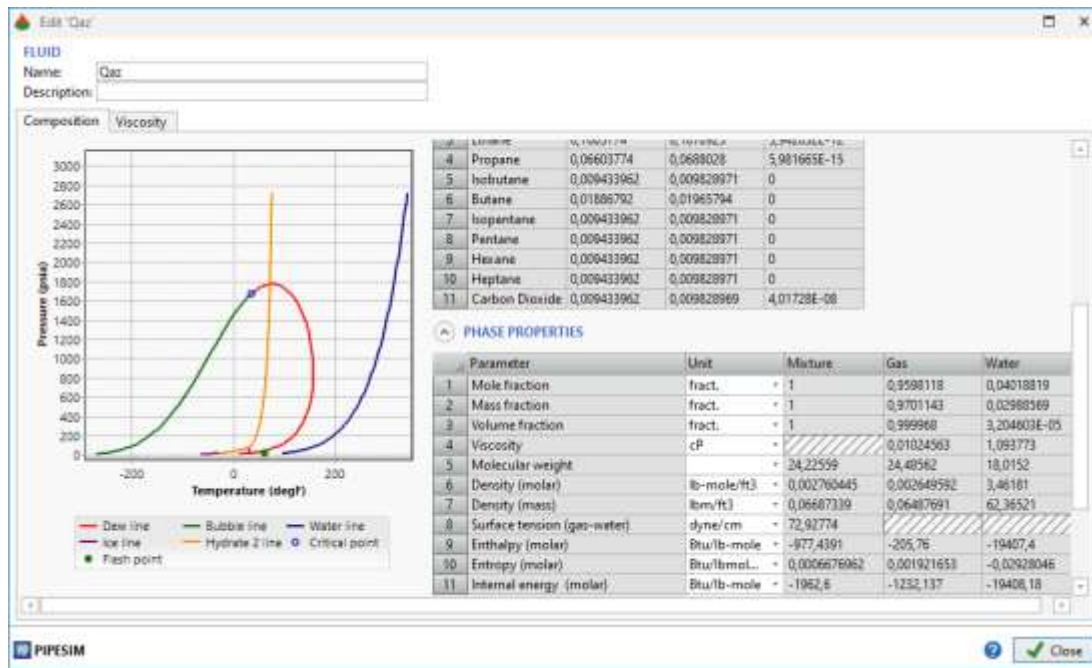 Edit 'Qaz'
FLUID
Name: Qaz
Description:
Composition Viscosity
3000
2800
2600
2400
2200
2000
1800
1600
1400
1200
1000
800
600
400
200
0
Pressure (psia)
-200 0 200
Temperature (degF)
Dew line Bubble line Water line
Ice line Hydrate 2 line Critical point
Flash point
3 Ethane
4 Propane 0,06603774 0,0688028 5,981665E-15
5 Isobutane 0,009433962 0,009828971 0
6 Butane 0,01886792 0,01965794 0
7 Isopentane 0,009433962 0,009828971 0
8 Pentane 0,009433962 0,009828971 0
9 Hexane 0,009433962 0,009828971 0
10 Heptane 0,009433962 0,009828971 0
11 Carbon Dioxide 0,009433962 0,009828969 4,01728E-08
PHASE PROPERTIES
Parameter Unit Mixture Gas Water
1 Mole fraction fract. 1 0,9598118 0,04018819
2 Mass fraction fract. 1 0,9701143 0,02988569
3 Volume fraction fract. 1 0,999968 3,204603E-05
4 Viscosity cP 0,01024563 1,093773
5 Molecular weight 24,22559 24,48562 18,0152
6 Density (molar) lb-mole/ft3 0,002760445 0,002649592 3,46181
7 Density (mass) lbm/ft3 0,06687339 0,06487691 62,36521
8 Surface tension (gas-water) dyne/cm 72,92774
9 Enthalpy (molar) Btu/lb-mole -977,4391 -205,76 -19407,4
10 Entropy (molar) Btu/lbmol... 0,0006676962 0,001921653 -0,02928046
11 Internal energy (molar) Btu/lb-mole -1962,6 -1232,137 -19408,18
PIPESIM
Close